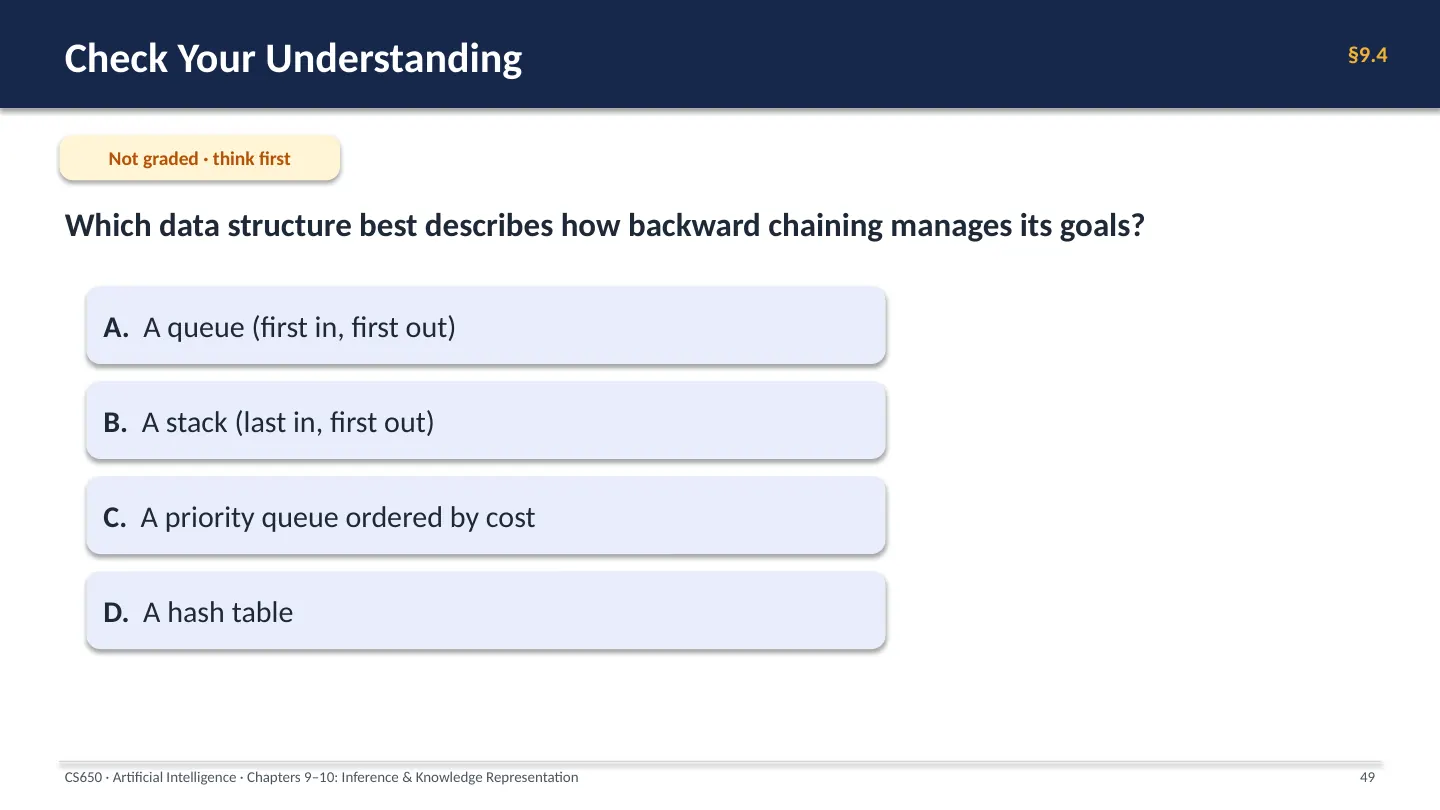 Check Your Understanding
§9.4
Not graded · think first
Which data structure best describes how backward chaining manages its goals?
A. A queue (first in, first out)
B. A stack (last in, first out)
C. A priority queue ordered by cost
D. A hash table
CS650 · Artificial Intelligence · Chapters 9–10: Inference & Knowledge Representation
49